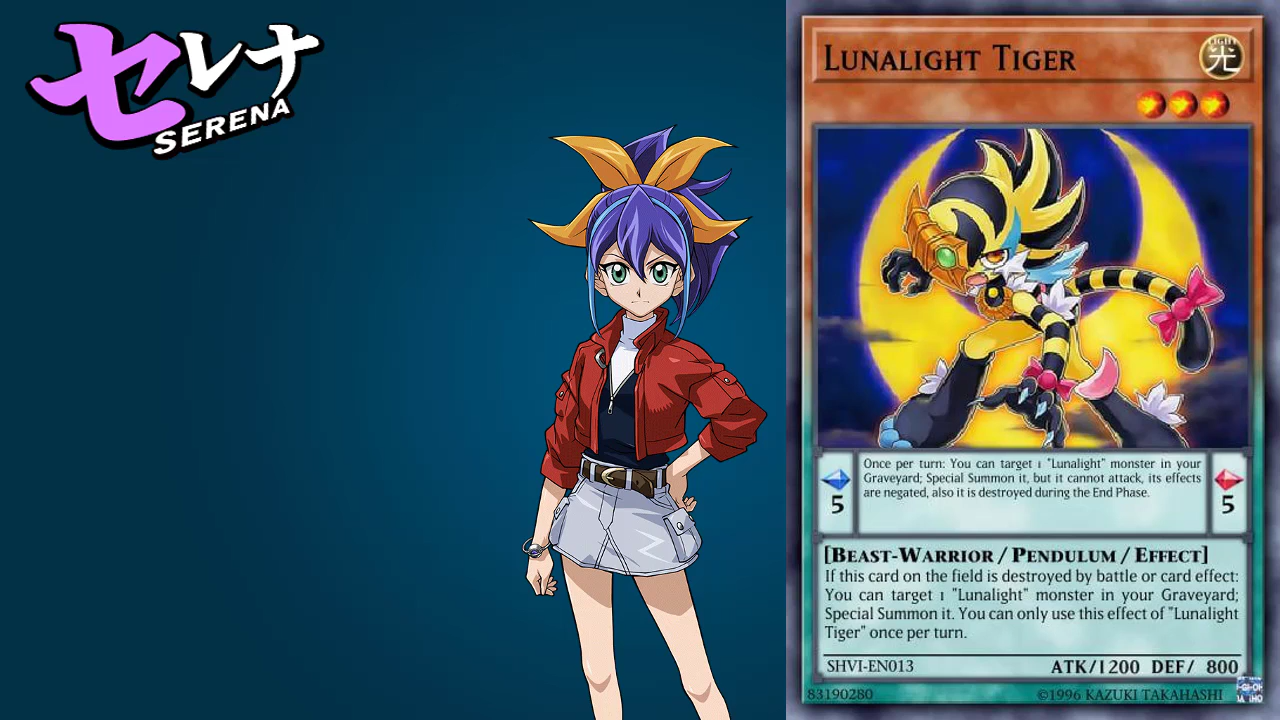 セレナ
SERENA
LUNALIGHT TIGER
LIGHT
光
Once per turn: You can target 1 "Lunalight" monster in your
Graveyard; Special Summon it, but it cannot attack, its effects
are negated, also it is destroyed during the End Phase.
5
5
[BEAST-WARRIOR / PENDULUM / EFFECT]
If this card on the field is destroyed by battle or card effect:
You can target 1 "Lunalight" monster in your Graveyard;
Special Summon it. You can only use this effect of "Lunalight
Tiger" once per turn.
SHVI-EN013
ATK/1200 DEF/ 800
83190280
©1996 KAZUKI TAKAHASHI